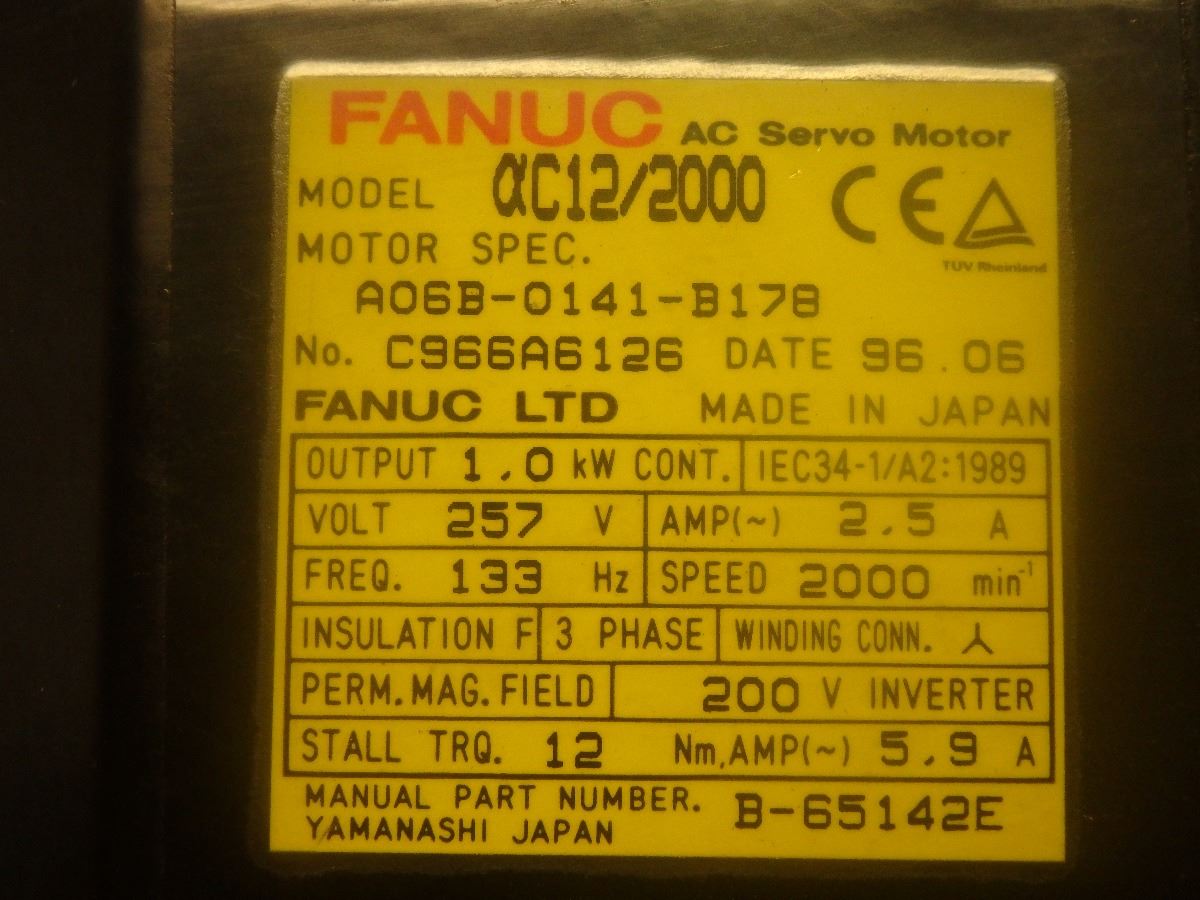 FANUC AC Servo Motor
MODEL αC12/2000 CE
TUV Rheinland
MOTOR SPEC.
A06B-0141-B178
No. C966A6126 DATE 96.06
FANUC LTD MADE IN JAPAN
OUTPUT 1.0 kW CONT. IEC34-1/A2:1989
VOLT 257 V AMP(~) 2.5 A
FREQ. 133 Hz SPEED 2000 min⁻¹
INSULATION F 3 PHASE WINDING CONN.
PERM.MAG.FIELD 200 V INVERTER
STALL TRQ. 12 Nm,AMP(~) 5.9 A
MANUAL PART NUMBER. B-65142E
YAMANASHI JAPAN